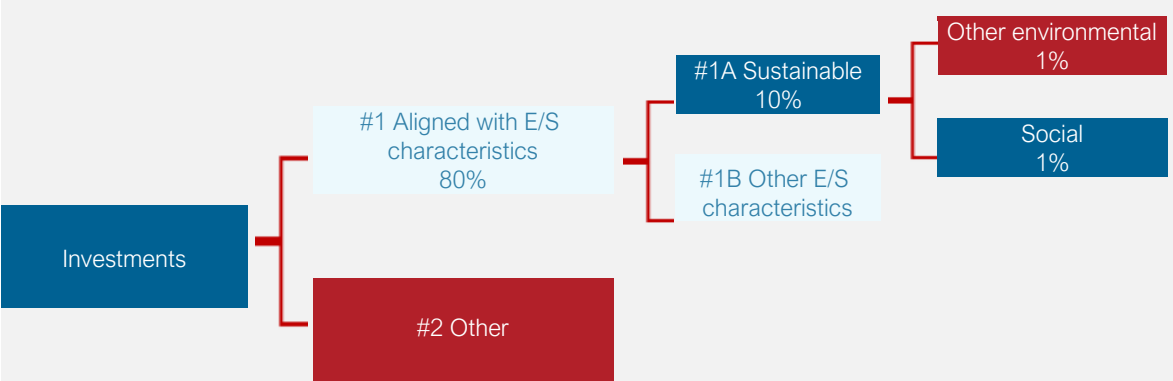 Other environmental
1%
#1A Sustainable
10%
#1 Aligned with E/S
characteristics
80%
Social
1%
#1B Other E/S
characteristics
Investments
#2 Other